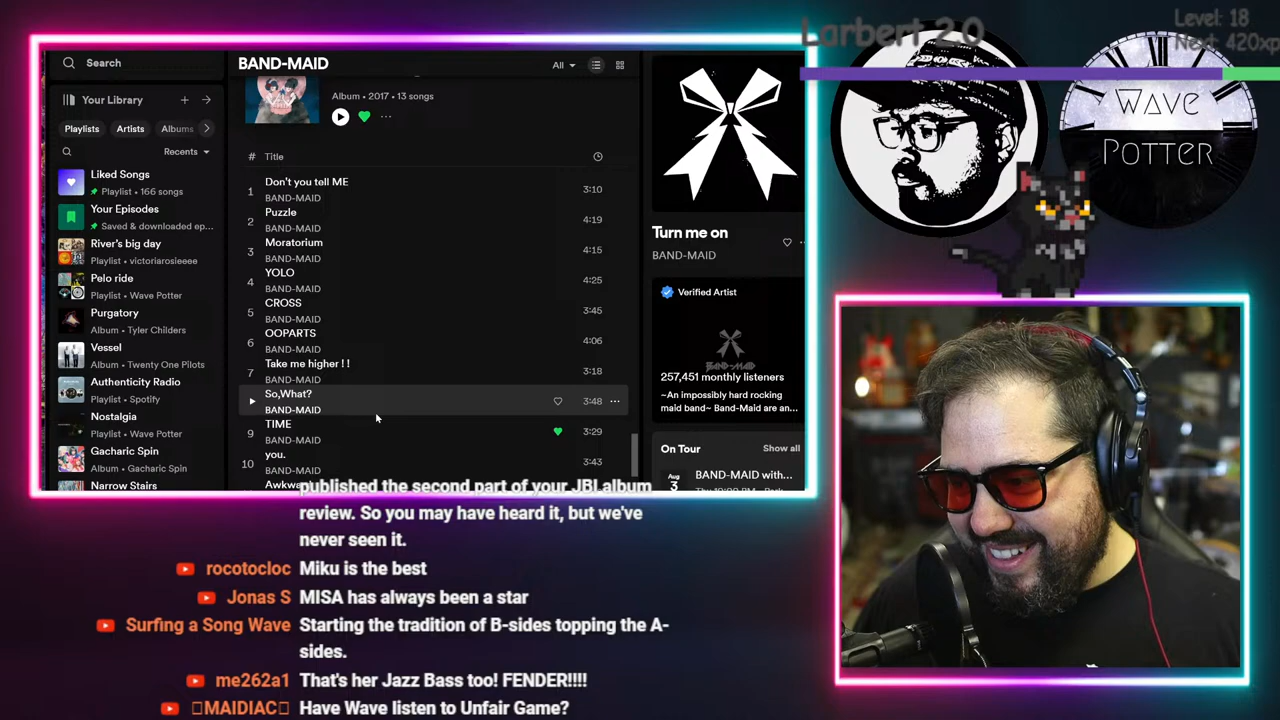 Larbert 2.0
Level: 18
Next: 420xp
Search
Your Library
Playlists
Artists
Albums
Recents
Liked Songs
Playlist • 166 songs
Your Episodes
Saved & downloaded ep...
River's big day
Playlist • victoriarosieeee
Pelo ride
Playlist • Wave Potter
Purgatory
Album • Tyler Childers
Vessel
Album • Twenty One Pilots
Authenticity Radio
Playlist • Spotify
Nostalgia
Playlist • Wave Potter
Gacharic Spin
Album • Gacharic Spin
Narrow Stairs
BAND-MAID
All
Album • 2017 • 13 songs
# Title
1 Don't you tell ME 3:10
BAND-MAID
2 Puzzle 4:19
BAND-MAID
3 Moratorium 4:15
BAND-MAID
4 YOLO 4:25
BAND-MAID
5 CROSS 3:45
BAND-MAID
6 OOPARTS 4:06
BAND-MAID
7 Take me higher ! ! 3:18
BAND-MAID
So,What? 3:48
BAND-MAID
9 TIME 3:29
BAND-MAID
10 you. 3:43
BAND-MAID
Turn me on
BAND-MAID
Verified Artist
BAND-MAID
257,451 monthly listeners
~An impossibly hard rocking
maid band~ Band-Maid are an...
On Tour
Show all
Aug
3
BAND-MAID with...
WAVE
POTTER
published the second part of your JBI album
review. So you may have heard it, but we've
never seen it.
rocotocloc Miku is the best
Jonas S MISA has always been a star
Surfing a Song Wave Starting the tradition of B-sides topping the A-
sides.
me262a1 That's her Jazz Bass too! FENDER!!!!
MAIDIAC Have Wave listen to Unfair Game?